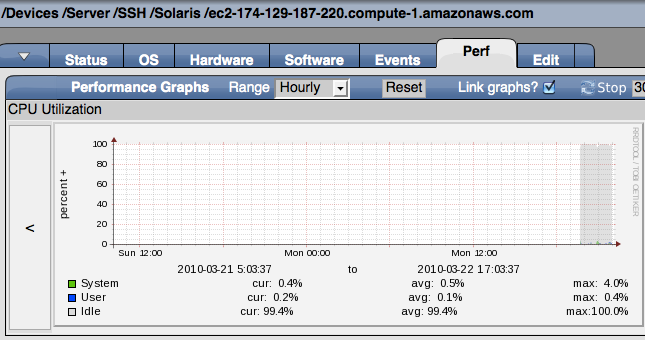 /Devices /Server /SSH /Solaris /ec2-174-129-187-220.compute-1.amazonaws.com
Status OS Hardware Software Events Perf Edit
Performance Graphs Range Hourly Reset Link graphs? Stop 30
CPU Utilization
<
percent +
100
80
60
40
20
0
Sun 12:00 Mon 00:00 Mon 12:00
2010-03-21 5:03:37 to 2010-03-22 17:03:37
System cur: 0.4% avg: 0.5% max: 4.0%
User cur: 0.2% avg: 0.1% max: 0.4%
Idle cur: 99.4% avg: 99.4% max:100.0%
RRDTOOL / TOBI OETIKER